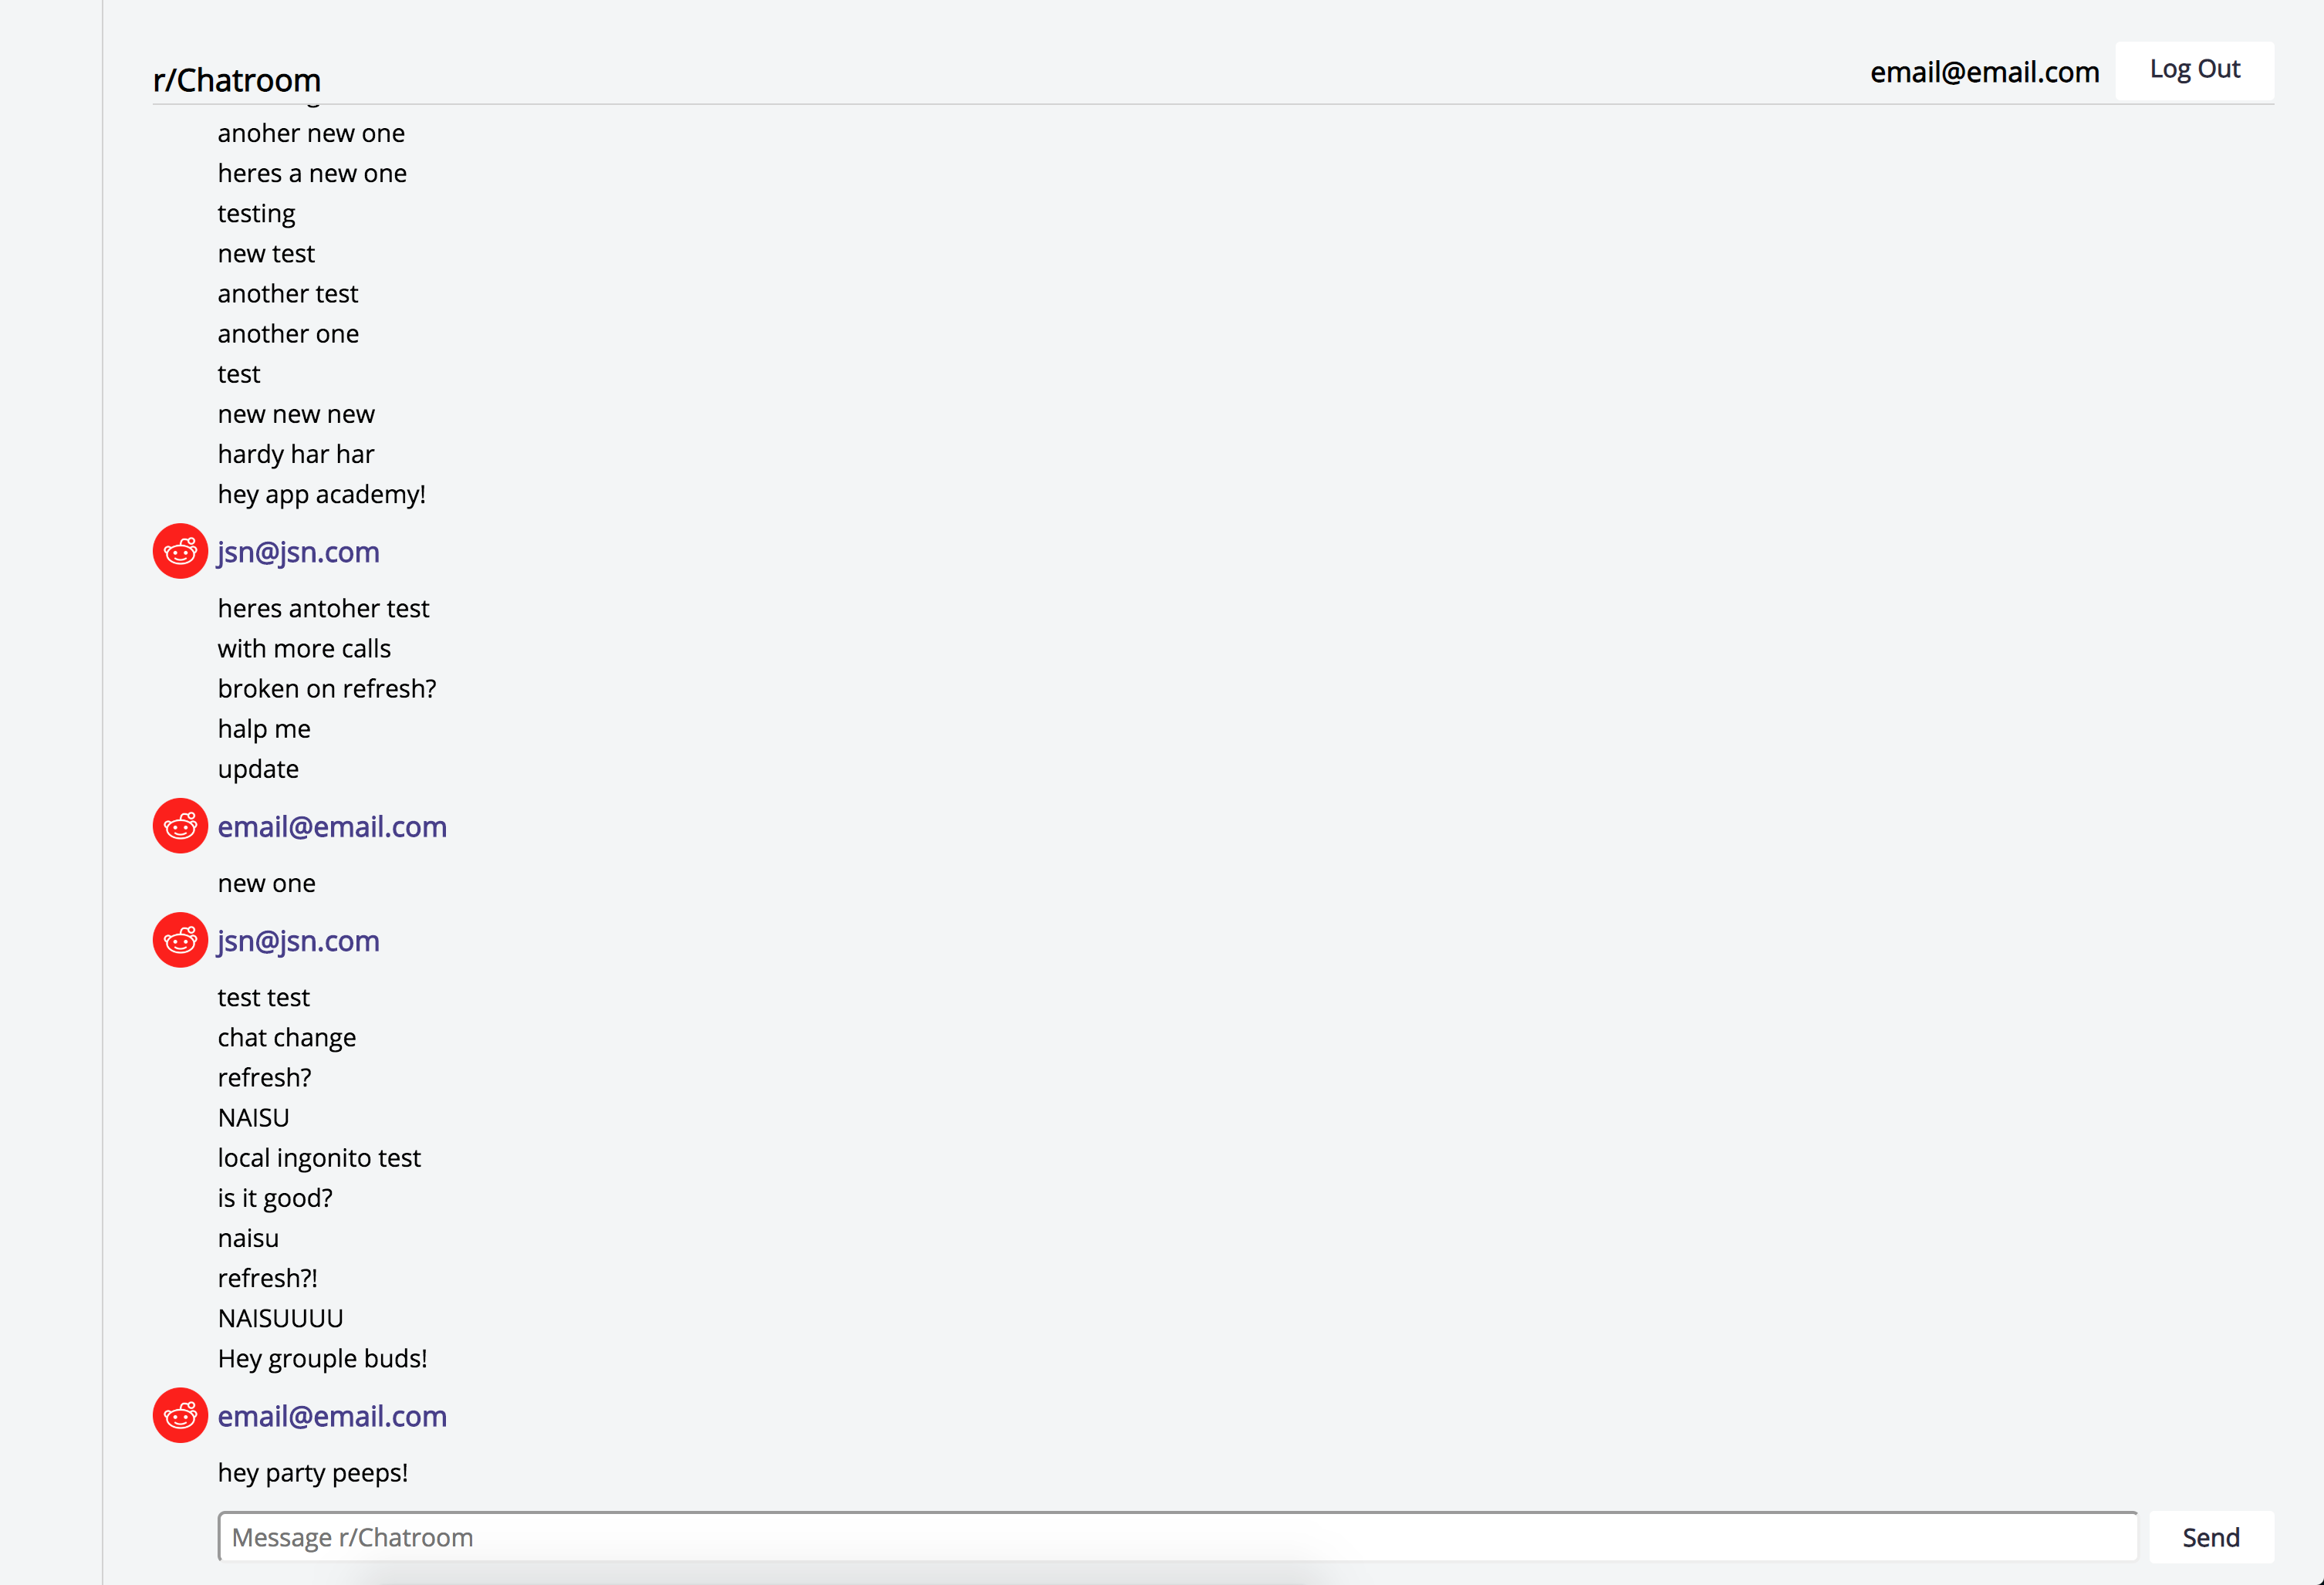 r/Chatroom
email@email.com
Log Out
anoher new one
heres a new one
testing
new test
another test
another one
test
new new new
hardy har har
hey app academy!
jsn@jsn.com
heres antoher test
with more calls
broken on refresh?
halp me
update
email@email.com
new one
jsn@jsn.com
test test
chat change
refresh?
NAISU
local ingonito test
is it good?
naisu
refresh?!
NAISUUUU
Hey grouple buds!
email@email.com
hey party peeps!
Message r/Chatroom
Send